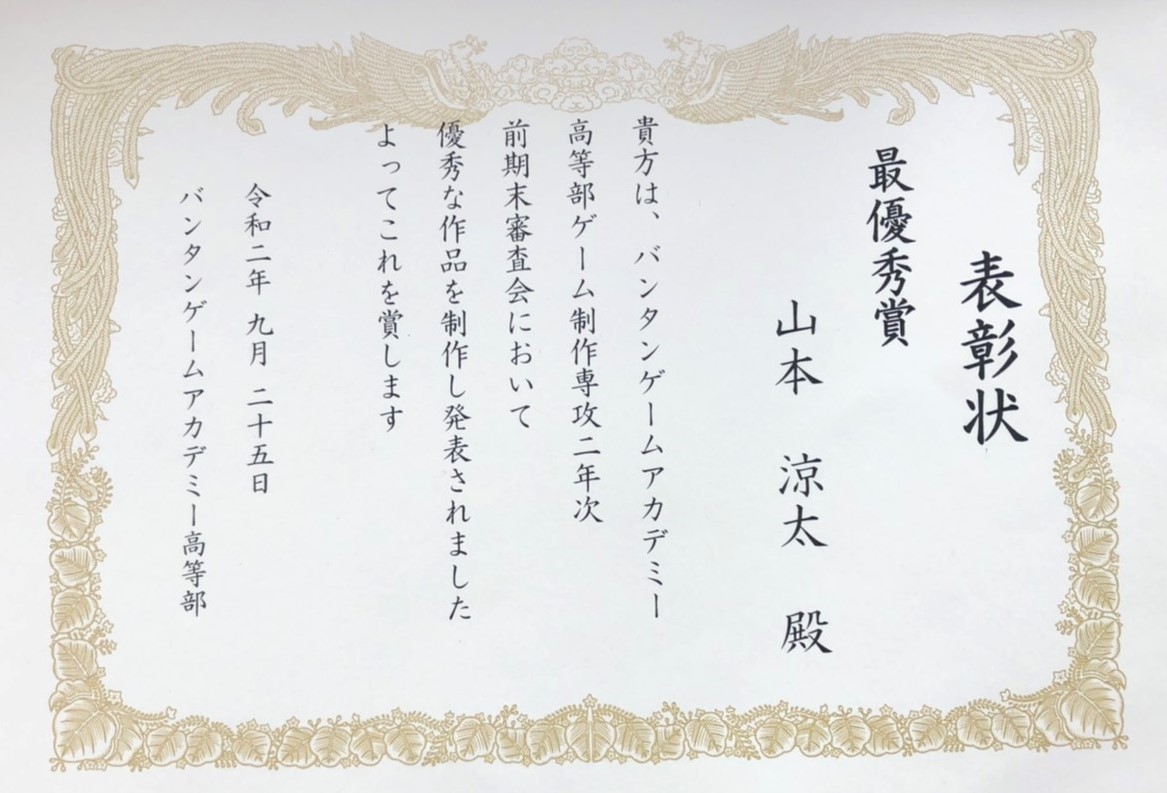 表彰状
最優秀賞
山本 涼太 殿
貴方は、バンタンゲームアカデミー
高等部ゲーム制作専攻二年次
前期末審査会において
優秀な作品を制作し発表されました
よってこれを賞します
令和二年 九月 二十五日
バンタンゲームアカデミー高等部